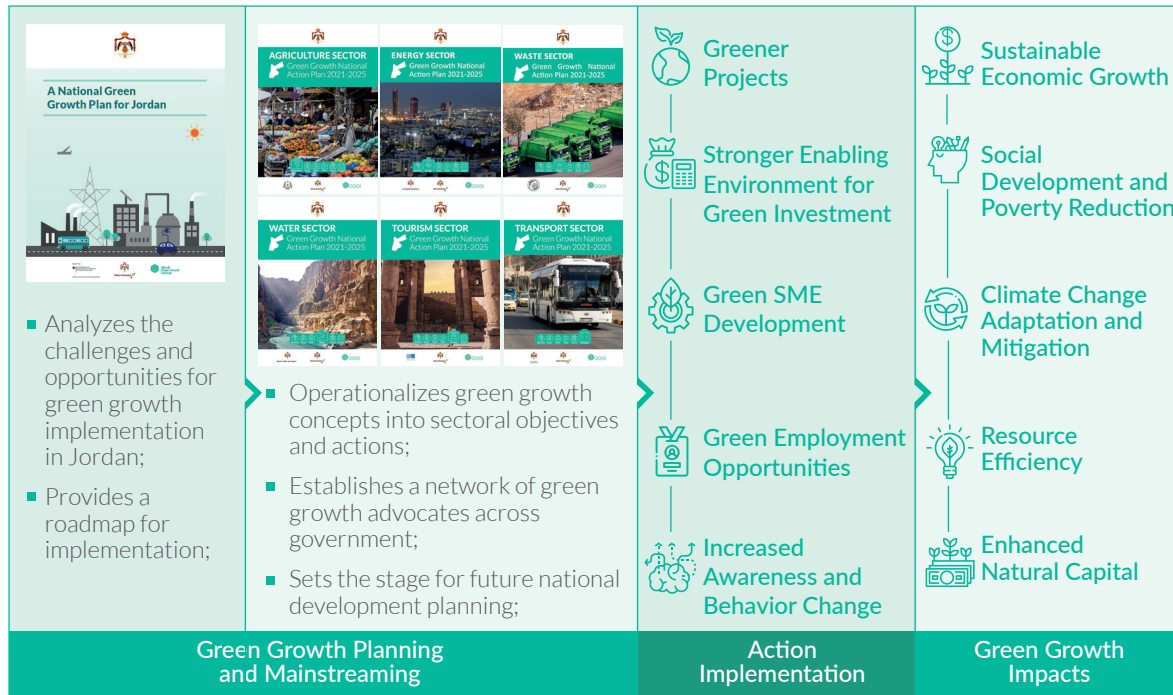 A National Green
Growth Plan for Jordan
Analyzes the
challenges and
opportunities for
green growth
implementation
in Jordan;
Provides a
roadmap for
implementation;
AGRICULTURE SECTOR
Green Growth National
Action Plan 2021-2025
ENERGY SECTOR
Green Growth National
Action Plan 2021-2025
WASTE SECTOR
Green Growth National
Action Plan 2021-2025
WATER SECTOR
Green Growth National
Action Plan 2021-2025
TOURISM SECTOR
Green Growth National
Action Plan 2021-2025
TRANSPORT SECTOR
Green Growth National
Action Plan 2021-2025
Operationalizes green growth
concepts into sectoral objectives
and actions;
Establishes a network of green
growth advocates across
government;
Sets the stage for future national
development planning;
Greener
Projects
Stronger Enabling
Environment for
Green Investment
Green SME
Development
Green Employment
Opportunities
Increased
Awareness and
Behavior Change
Sustainable
Economic Growth
Social
Development and
Poverty Reduction
Climate Change
Adaptation and
Mitigation
Resource
Efficiency
Enhanced
Natural Capital
Green Growth Planning
and Mainstreaming
Action
Implementation
Green Growth
Impacts